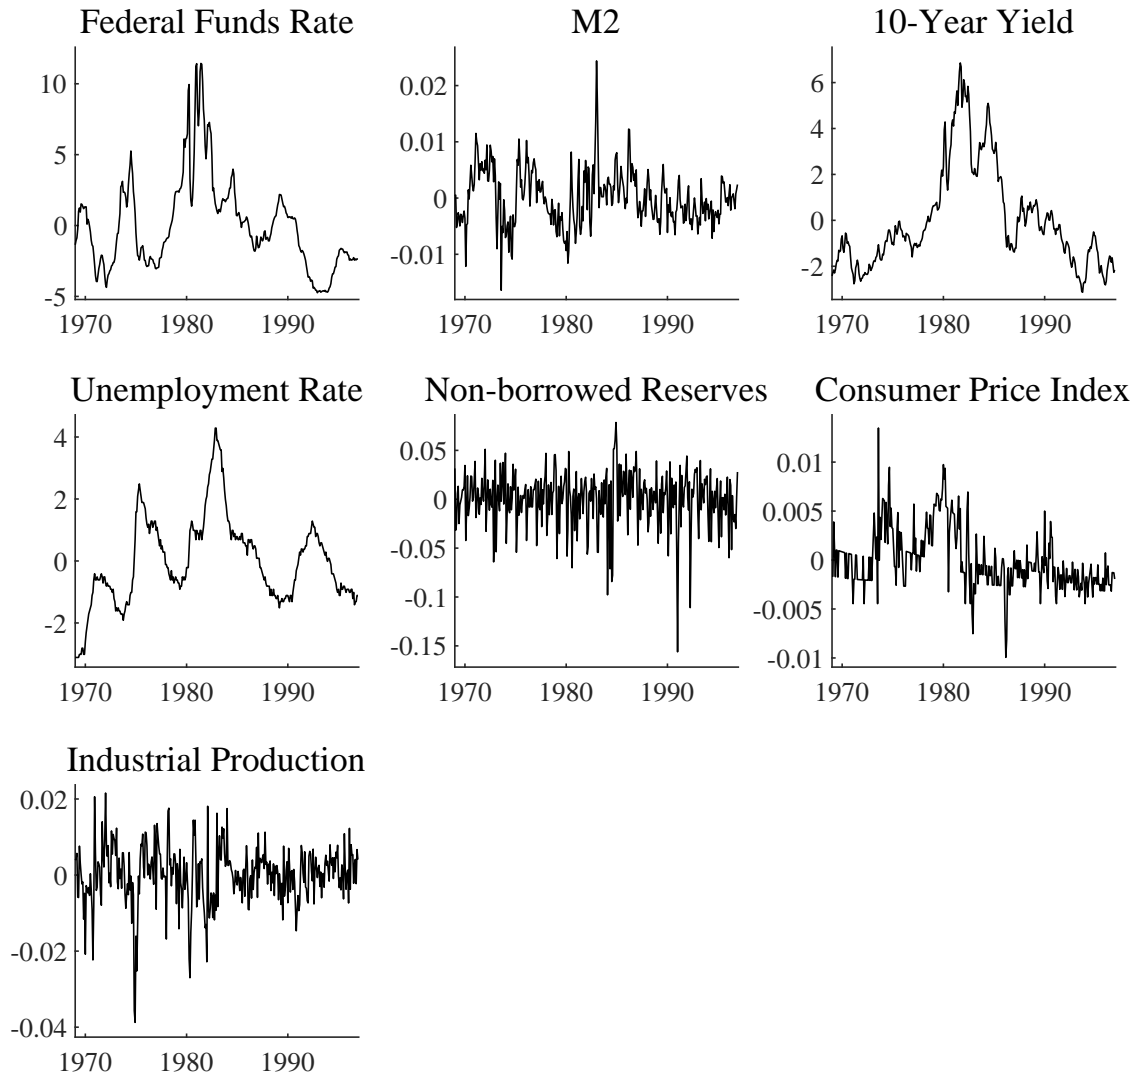 Federal Funds Rate
10
5
0
-5
1970 1980 1990
M2
0.02
0.01
0
-0.01
1970 1980 1990
10-Year Yield
6
4
2
0
-2
1970 1980 1990
Unemployment Rate
4
2
0
-2
1970 1980 1990
Non-borrowed Reserves
0.05
0
-0.05
-0.1
-0.15
1970 1980 1990
Consumer Price Index
0.01
0.005
0
-0.005
-0.01
1970 1980 1990
Industrial Production
0.02
0
-0.02
-0.04
1970 1980 1990